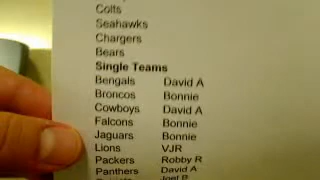 Colts
Seahawks
Chargers
Bears
Single Teams
Bengals David A
Broncos Bonnie
Cowboys David A
Falcons Bonnie
Jaguars Bonnie
Lions VJR
Packers Robby R
Panthers David A
Joel P